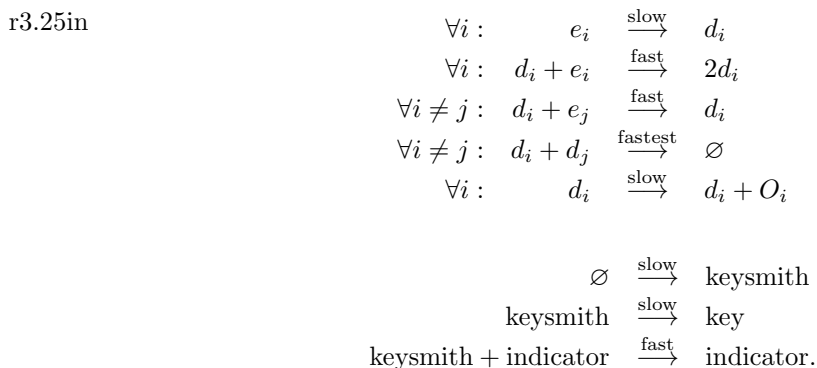 r3.25in
∀i : e_i →^{slow} d_i
∀i : d_i + e_i →^{fast} 2d_i
∀i ≠ j : d_i + e_j →^{fast} d_i
∀i ≠ j : d_i + d_j →^{fastest} ∅
∀i : d_i →^{slow} d_i + O_i
∅ →^{slow} keysmith
keysmith →^{slow} key
keysmith + indicator →^{fast} indicator.